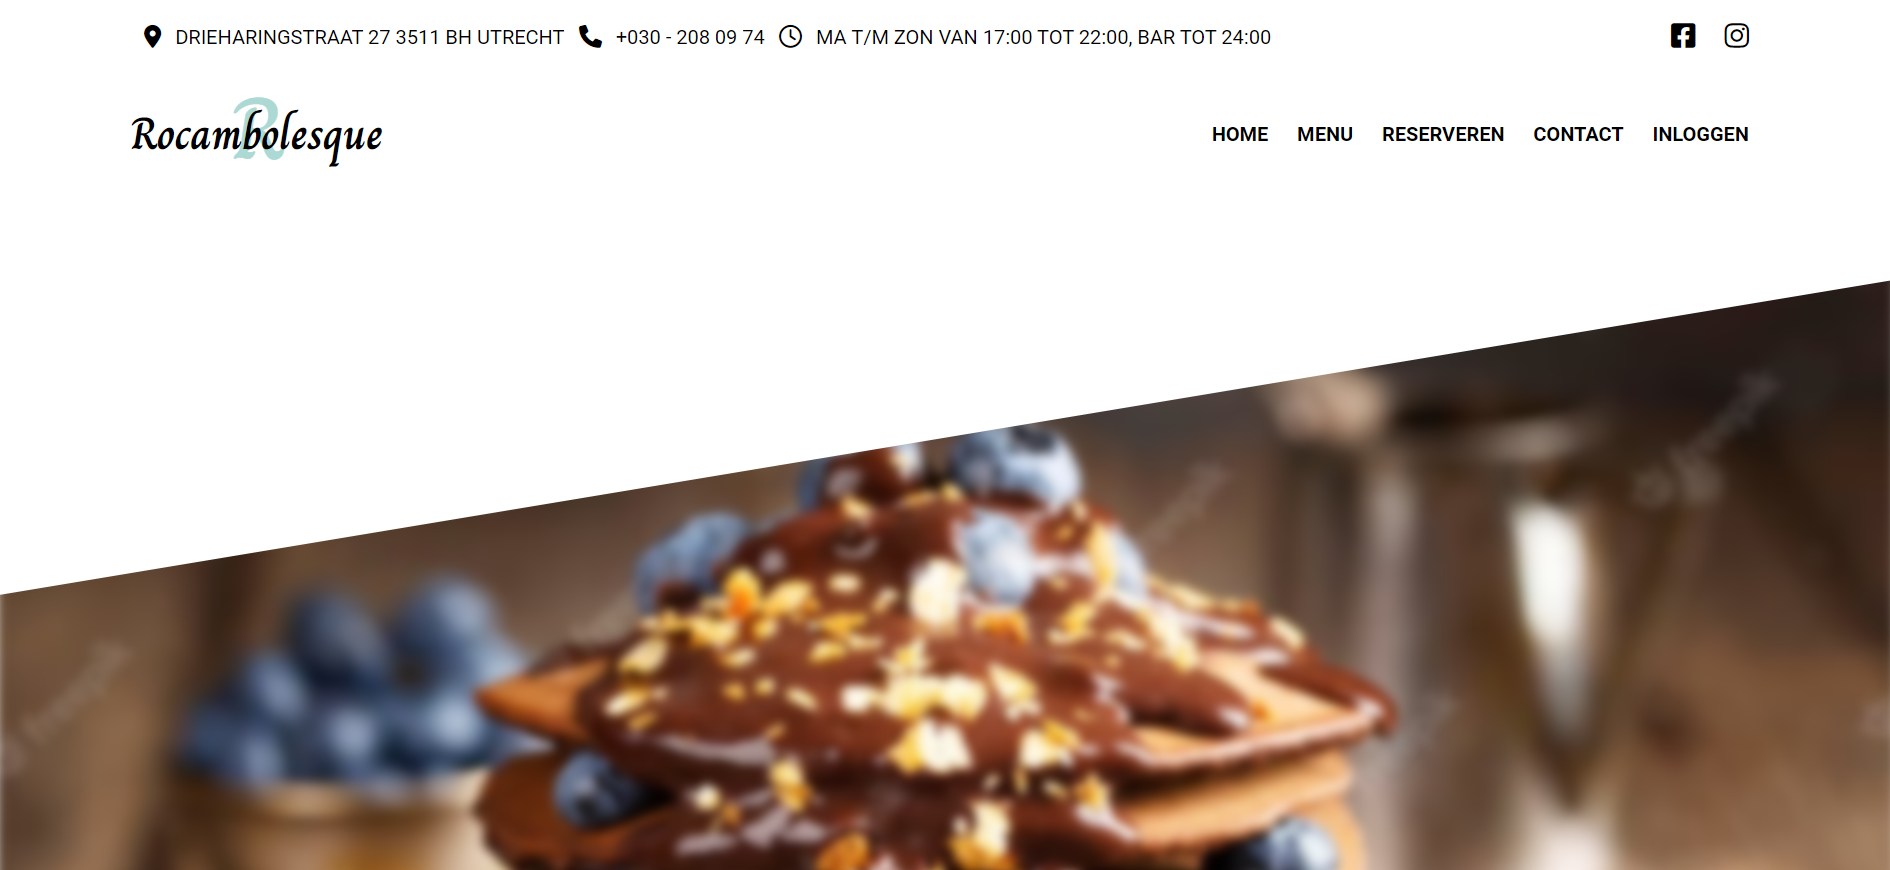 DRIEHARINGSTRAAT 27 3511 BH UTRECHT +030 - 208 09 74 MA T/M ZON VAN 17:00 TOT 22:00, BAR TOT 24:00
R
Rocambolesque
HOME MENU RESERVEREN CONTACT INLOGGEN